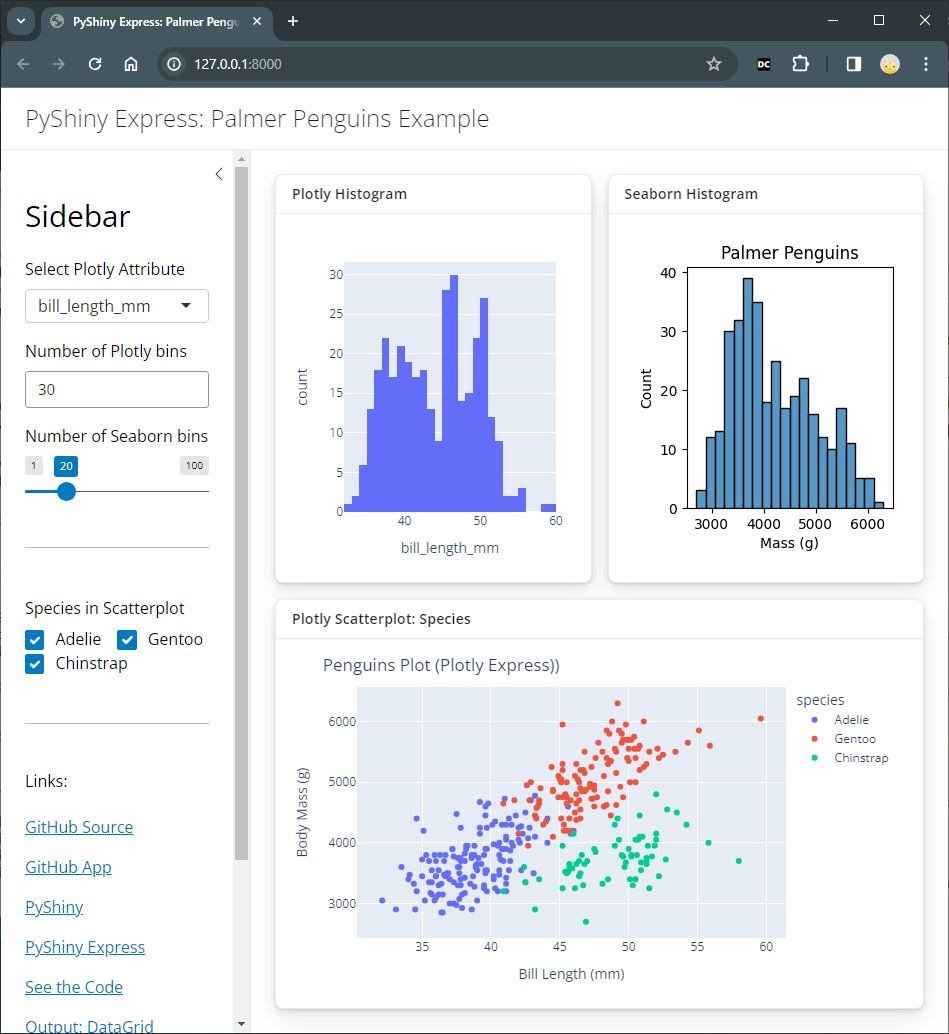 PyShiny Express: Palmer Pengu
127.0.0.1:8000
DC
PyShiny Express: Palmer Penguins Example
Sidebar
Select Plotly Attribute
bill_length_mm
Number of Plotly bins
30
Number of Seaborn bins
1 20 100
Species in Scatterplot
Adelie Gentoo
Chinstrap
Links:
GitHub Source
GitHub App
PyShiny
PyShiny Express
See the Code
Output: DataGrid
Plotly Histogram
30
25
20
15
10
5
0
count
40 50 60
bill_length_mm
Seaborn Histogram
Palmer Penguins
40
30
20
10
0
Count
3000 4000 5000 6000
Mass (g)
Plotly Scatterplot: Species
Penguins Plot (Plotly Express))
6000
5000
4000
3000
Body Mass (g)
35 40 45 50 55 60
Bill Length (mm)
species
Adelie
Gentoo
Chinstrap